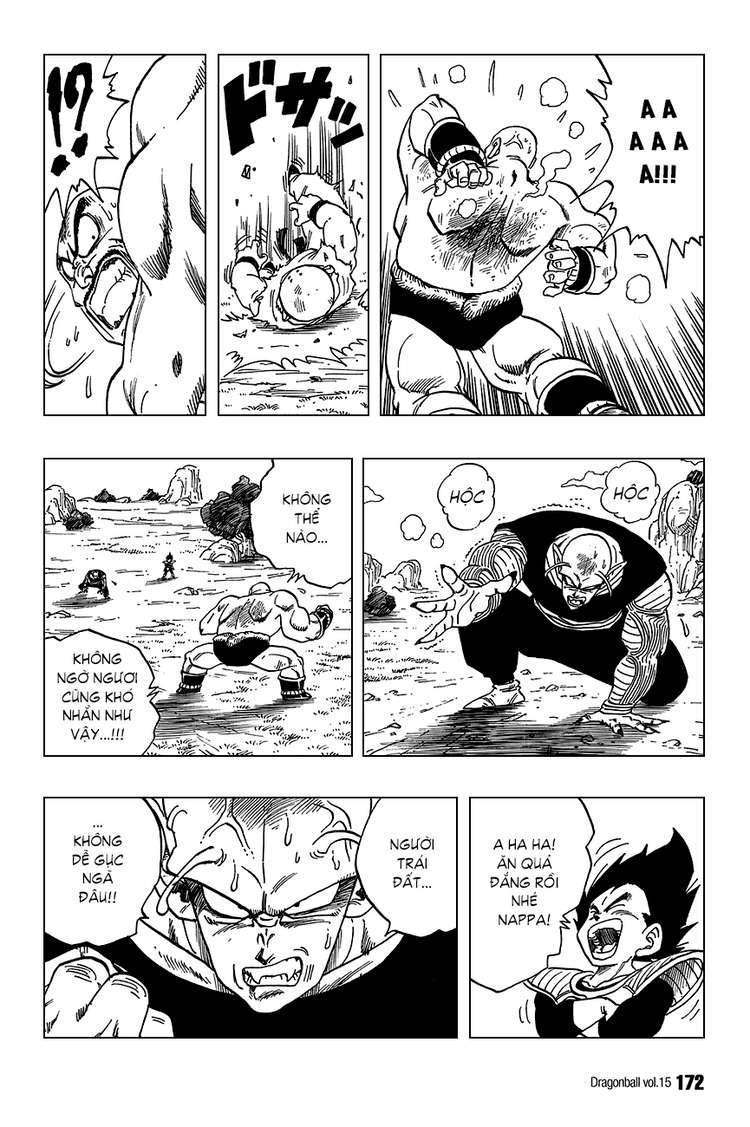 A A
A A A
A!!!
ドサッ
!?
HỘC
HỘC
KHÔNG
THỂ
NÀO...
KHÔNG
NGỜ NGƯƠI
CŨNG KHÓ
NHẰN NHƯ
VẬY...!!!
A HA HA!
ĂN QUẢ
ĐẮNG RỒI
NHÉ
NAPPA!
NGƯỜI
TRÁI
ĐẤT...
...
KHÔNG
DỄ GỤC
NGÃ
ĐÂU!!
Dragonball vol.15 172